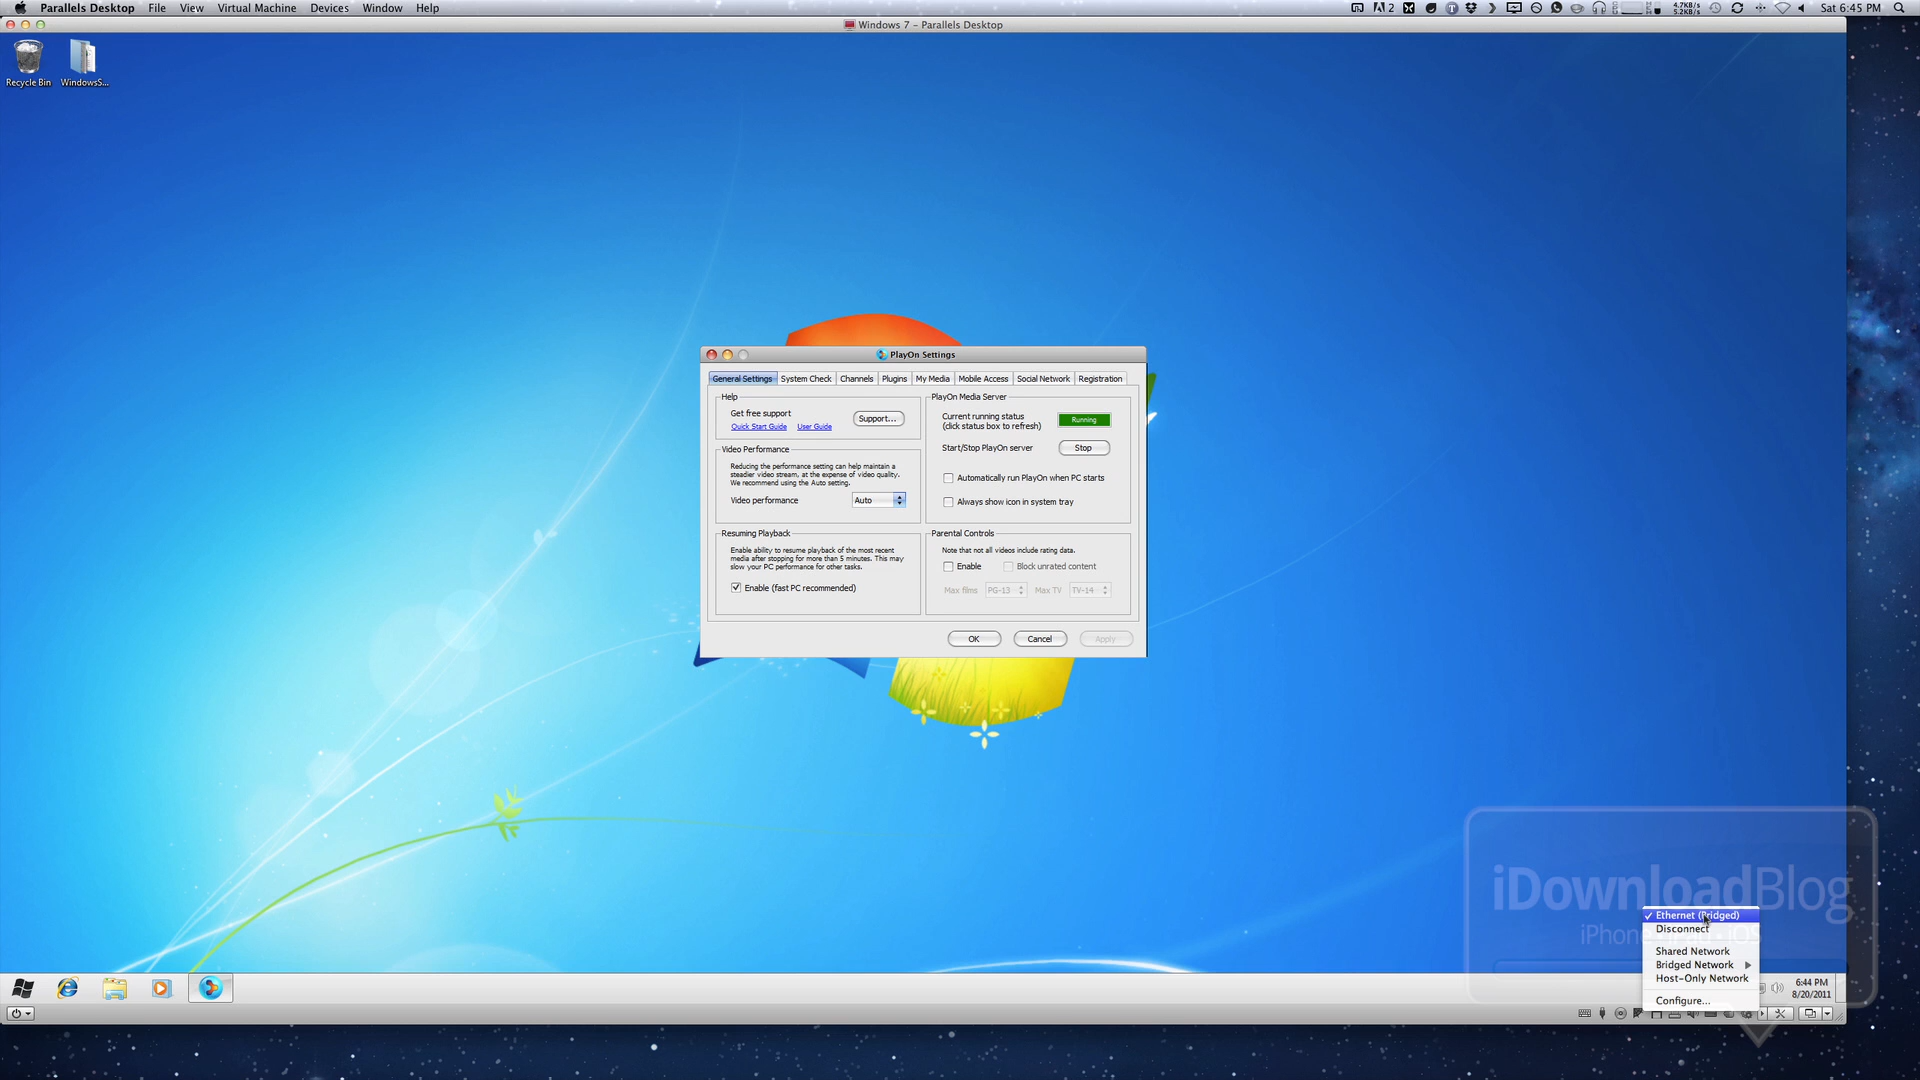 Parallels Desktop File View Virtual Machine Devices Window Help
2 4.7KB/s 5.2KB/s Sat 6:45 PM
Windows 7 - Parallels Desktop
Recycle Bin WindowsS...
PlayOn Settings
General Settings System Check Channels Plugins My Media Mobile Access Social Network Registration
Help
Get free support
Quick Start Guide User Guide
Support...
Video Performance
Reducing the performance setting can help maintain a
steadier video stream, at the expense of video quality.
We recommend using the Auto setting.
Video performance Auto
Resuming Playback
Enable ability to resume playback of the most recent
media after stopping for more than 5 minutes. This may
slow your PC performance for other tasks.
Enable (fast PC recommended)
PlayOn Media Server
Current running status
(click status box to refresh)
Running
Start/Stop PlayOn server Stop
Automatically run PlayOn when PC starts
Always show icon in system tray
Parental Controls
Note that not all videos include rating data.
Enable Block unrated content
Max films PG-13 Max TV TV-14
OK Cancel Apply
iDownloadBlog
iPhone iOS
Ethernet (Bridged)
Disconnect
Shared Network
Bridged Network
Host-Only Network
Configure...
6:44 PM
8/20/2011